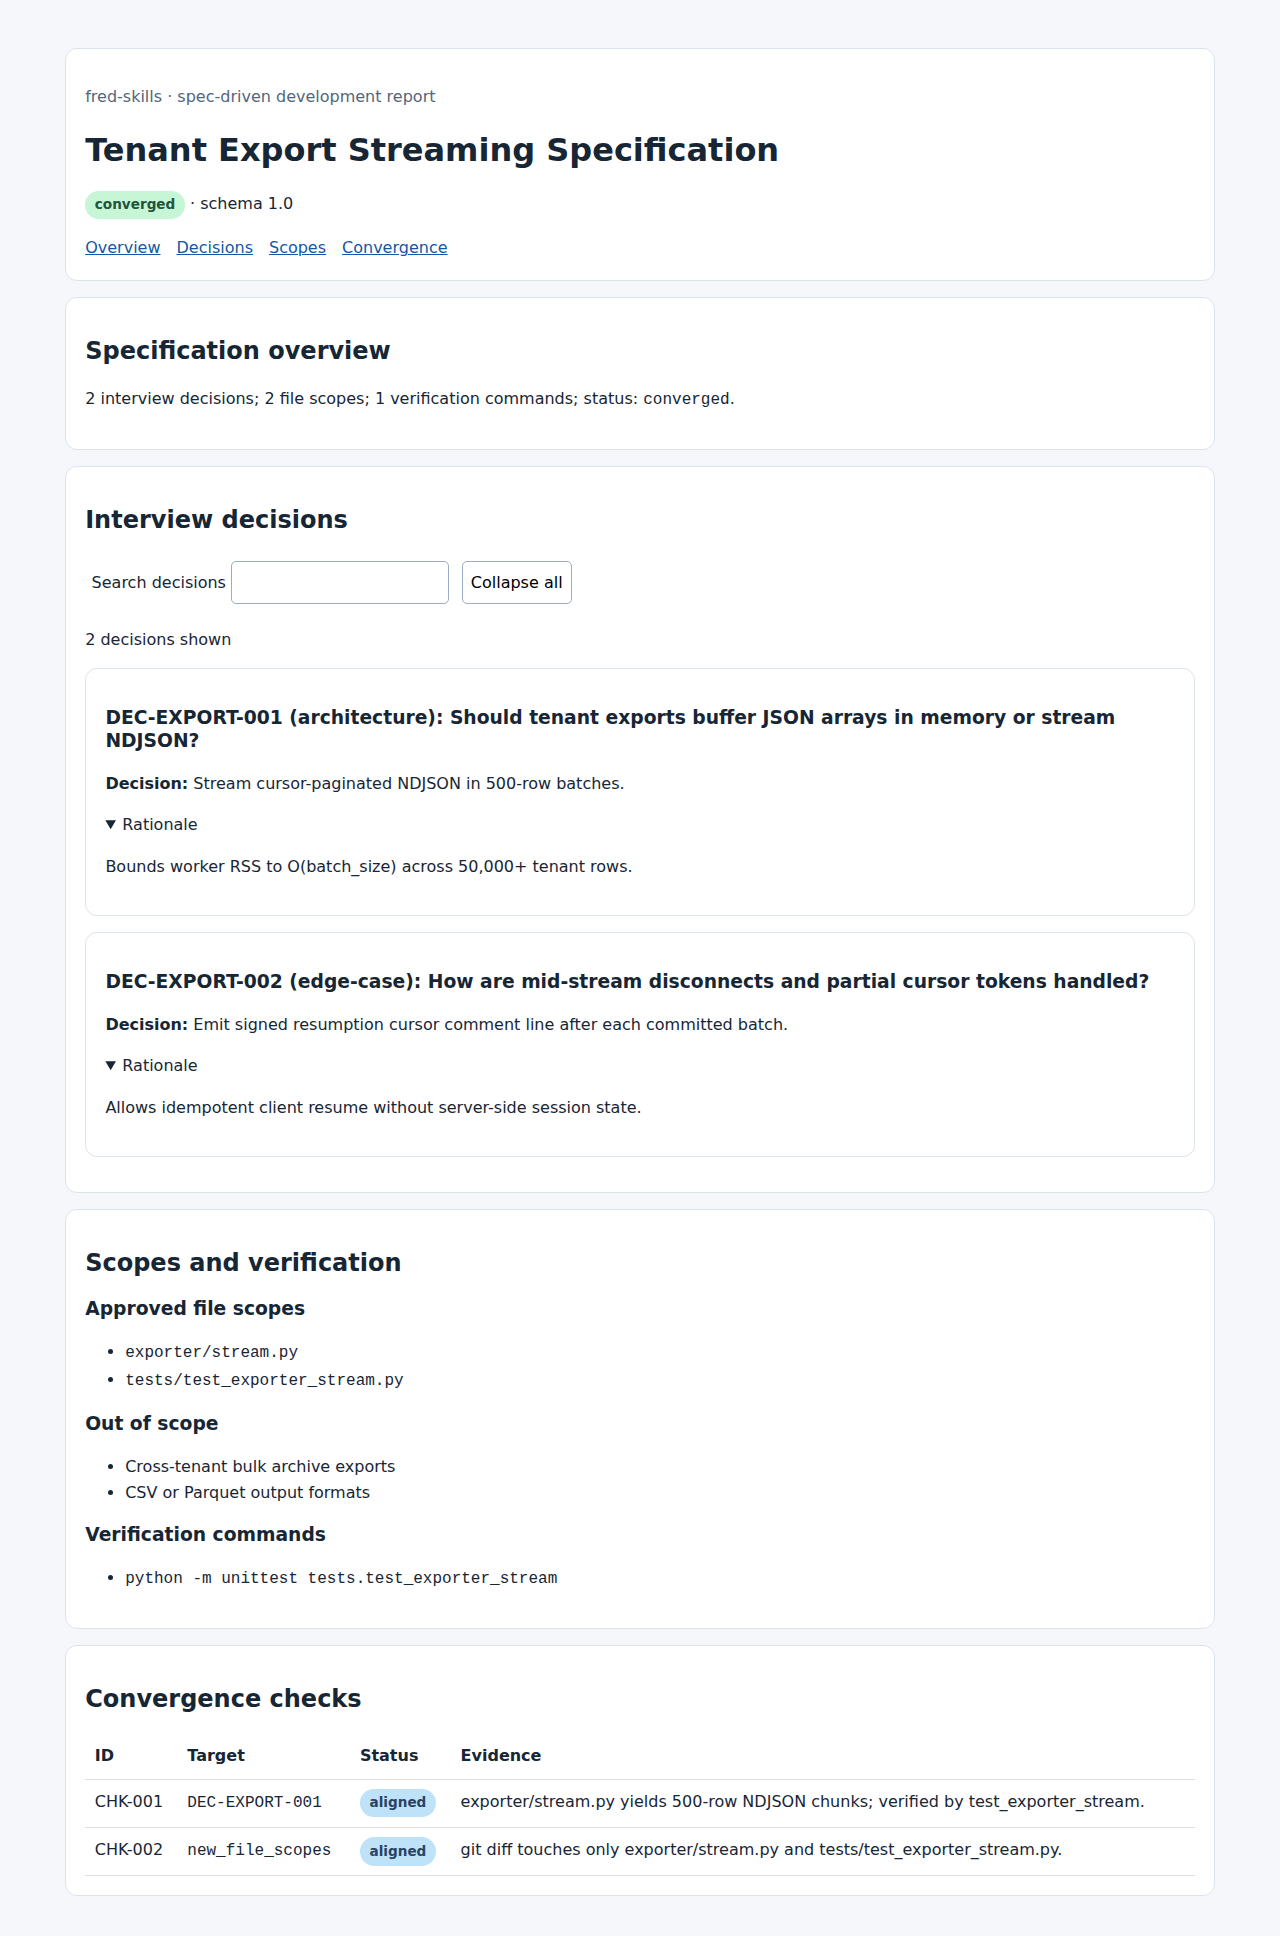 fred-skills · spec-driven development report
Tenant Export Streaming Specification
converged · schema 1.0
Overview Decisions Scopes Convergence
Specification overview
2 interview decisions; 2 file scopes; 1 verification commands; status: converged.
Interview decisions
Search decisions Collapse all
2 decisions shown
DEC-EXPORT-001 (architecture): Should tenant exports buffer JSON arrays in memory or stream
NDJSON?
Decision: Stream cursor-paginated NDJSON in 500-row batches.
▼ Rationale
Bounds worker RSS to O(batch_size) across 50,000+ tenant rows.
DEC-EXPORT-002 (edge-case): How are mid-stream disconnects and partial cursor tokens handled?
Decision: Emit signed resumption cursor comment line after each committed batch.
▼ Rationale
Allows idempotent client resume without server-side session state.
Scopes and verification
Approved file scopes
• exporter/stream.py
• tests/test_exporter_stream.py
Out of scope
• Cross-tenant bulk archive exports
• CSV or Parquet output formats
Verification commands
• python -m unittest tests.test_exporter_stream
Convergence checks
ID Target Status Evidence
CHK-001 DEC-EXPORT-001 aligned exporter/stream.py yields 500-row NDJSON chunks; verified by test_exporter_stream.
CHK-002 new_file_scopes aligned git diff touches only exporter/stream.py and tests/test_exporter_stream.py.